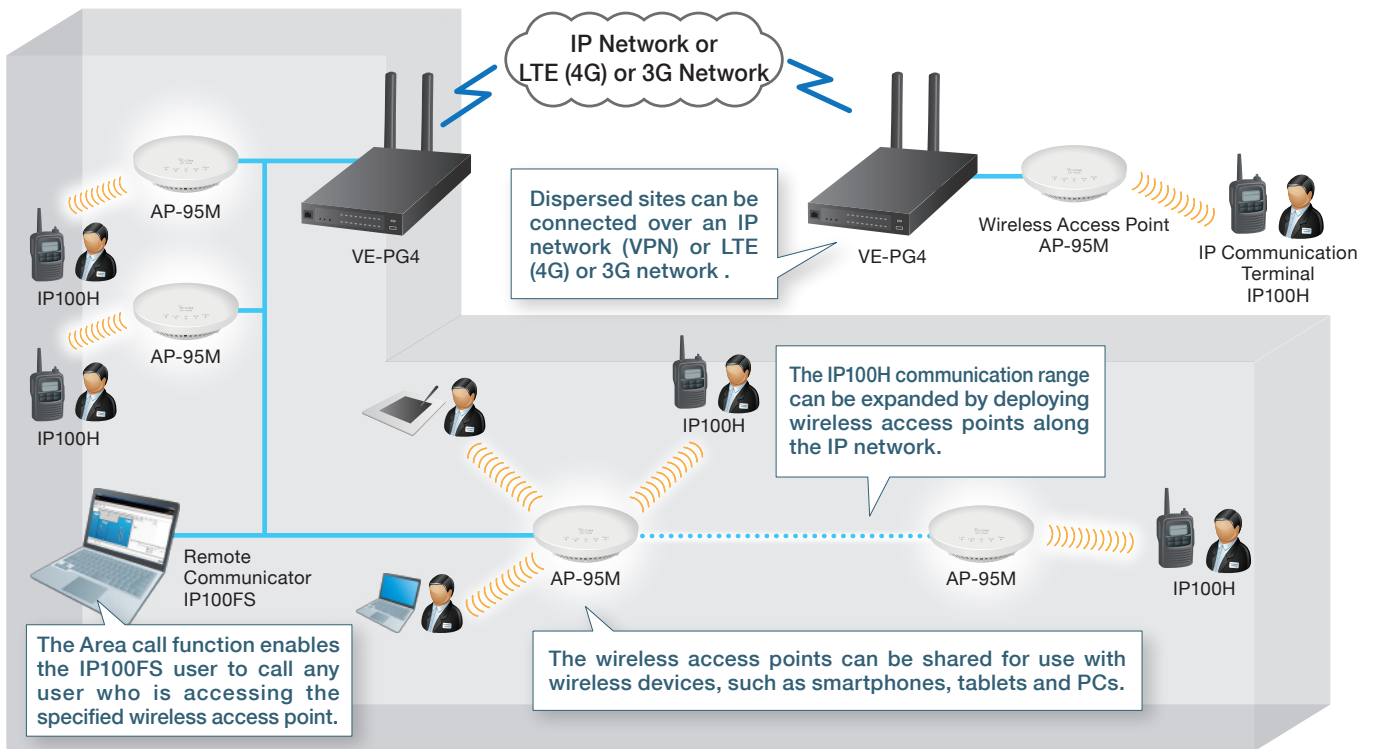 IP Network or
LTE (4G) or 3G Network
AP-95M
VE-PG4
IP100H
AP-95M
IP100H
Dispersed sites can be
connected over an IP
network (VPN) or LTE
(4G) or 3G network .
VE-PG4
Wireless Access Point
AP-95M
IP Communication
Terminal
IP100H
IP100H
The IP100H communication range
can be expanded by deploying
wireless access points along
the IP network.
Remote
Communicator
IP100FS
AP-95M
AP-95M
IP100H
The Area call function enables
the IP100FS user to call any
user who is accessing the
specified wireless access point.
The wireless access points can be shared for use with
wireless devices, such as smartphones, tablets and PCs.